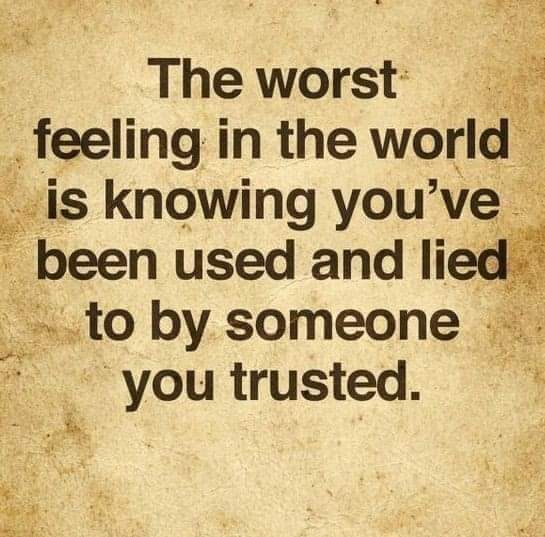 The worst
feeling in the world
is knowing you’ve
been used and lied
to by someone
you trusted.